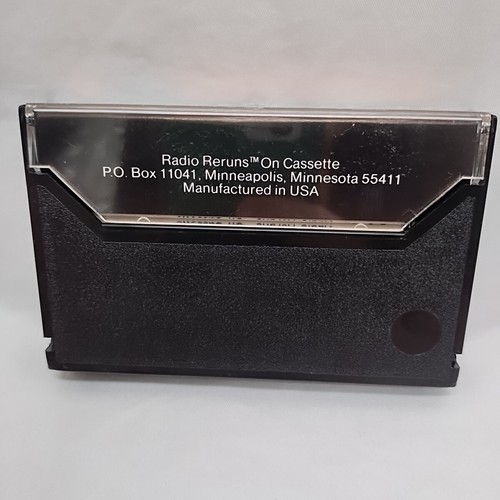 Radio Reruns™ On Cassette
P.O. Box 11041, Minneapolis, Minnesota 55411
Manufactured in USA